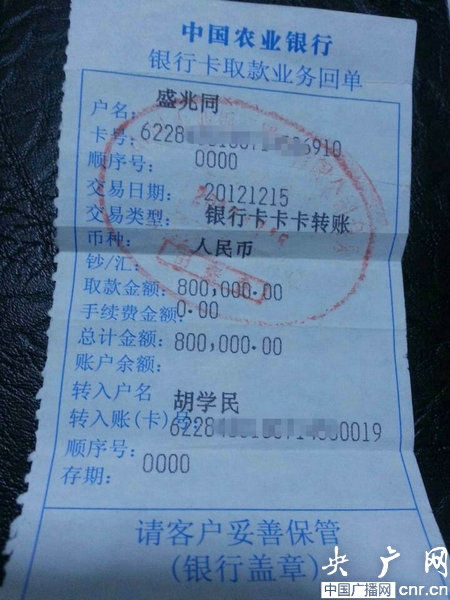 中国农业银行
银行卡取款业务回单
户名: 盛兆同
卡号: 6228 6910
顺序号: 0000
交易日期: 20121215
交易类型: 银行卡卡卡转账
币种: 人民币
钞/汇:
取款金额: 800,000.00
手续费金额: 0.00
总计金额: 800,000.00
账户余额:
转入户名 胡学民
转入账(卡)号: 6228 0019
顺序号: 0000
存期:
请客户妥善保管
(银行盖章)
央广网
中国广播网 cnr.cn